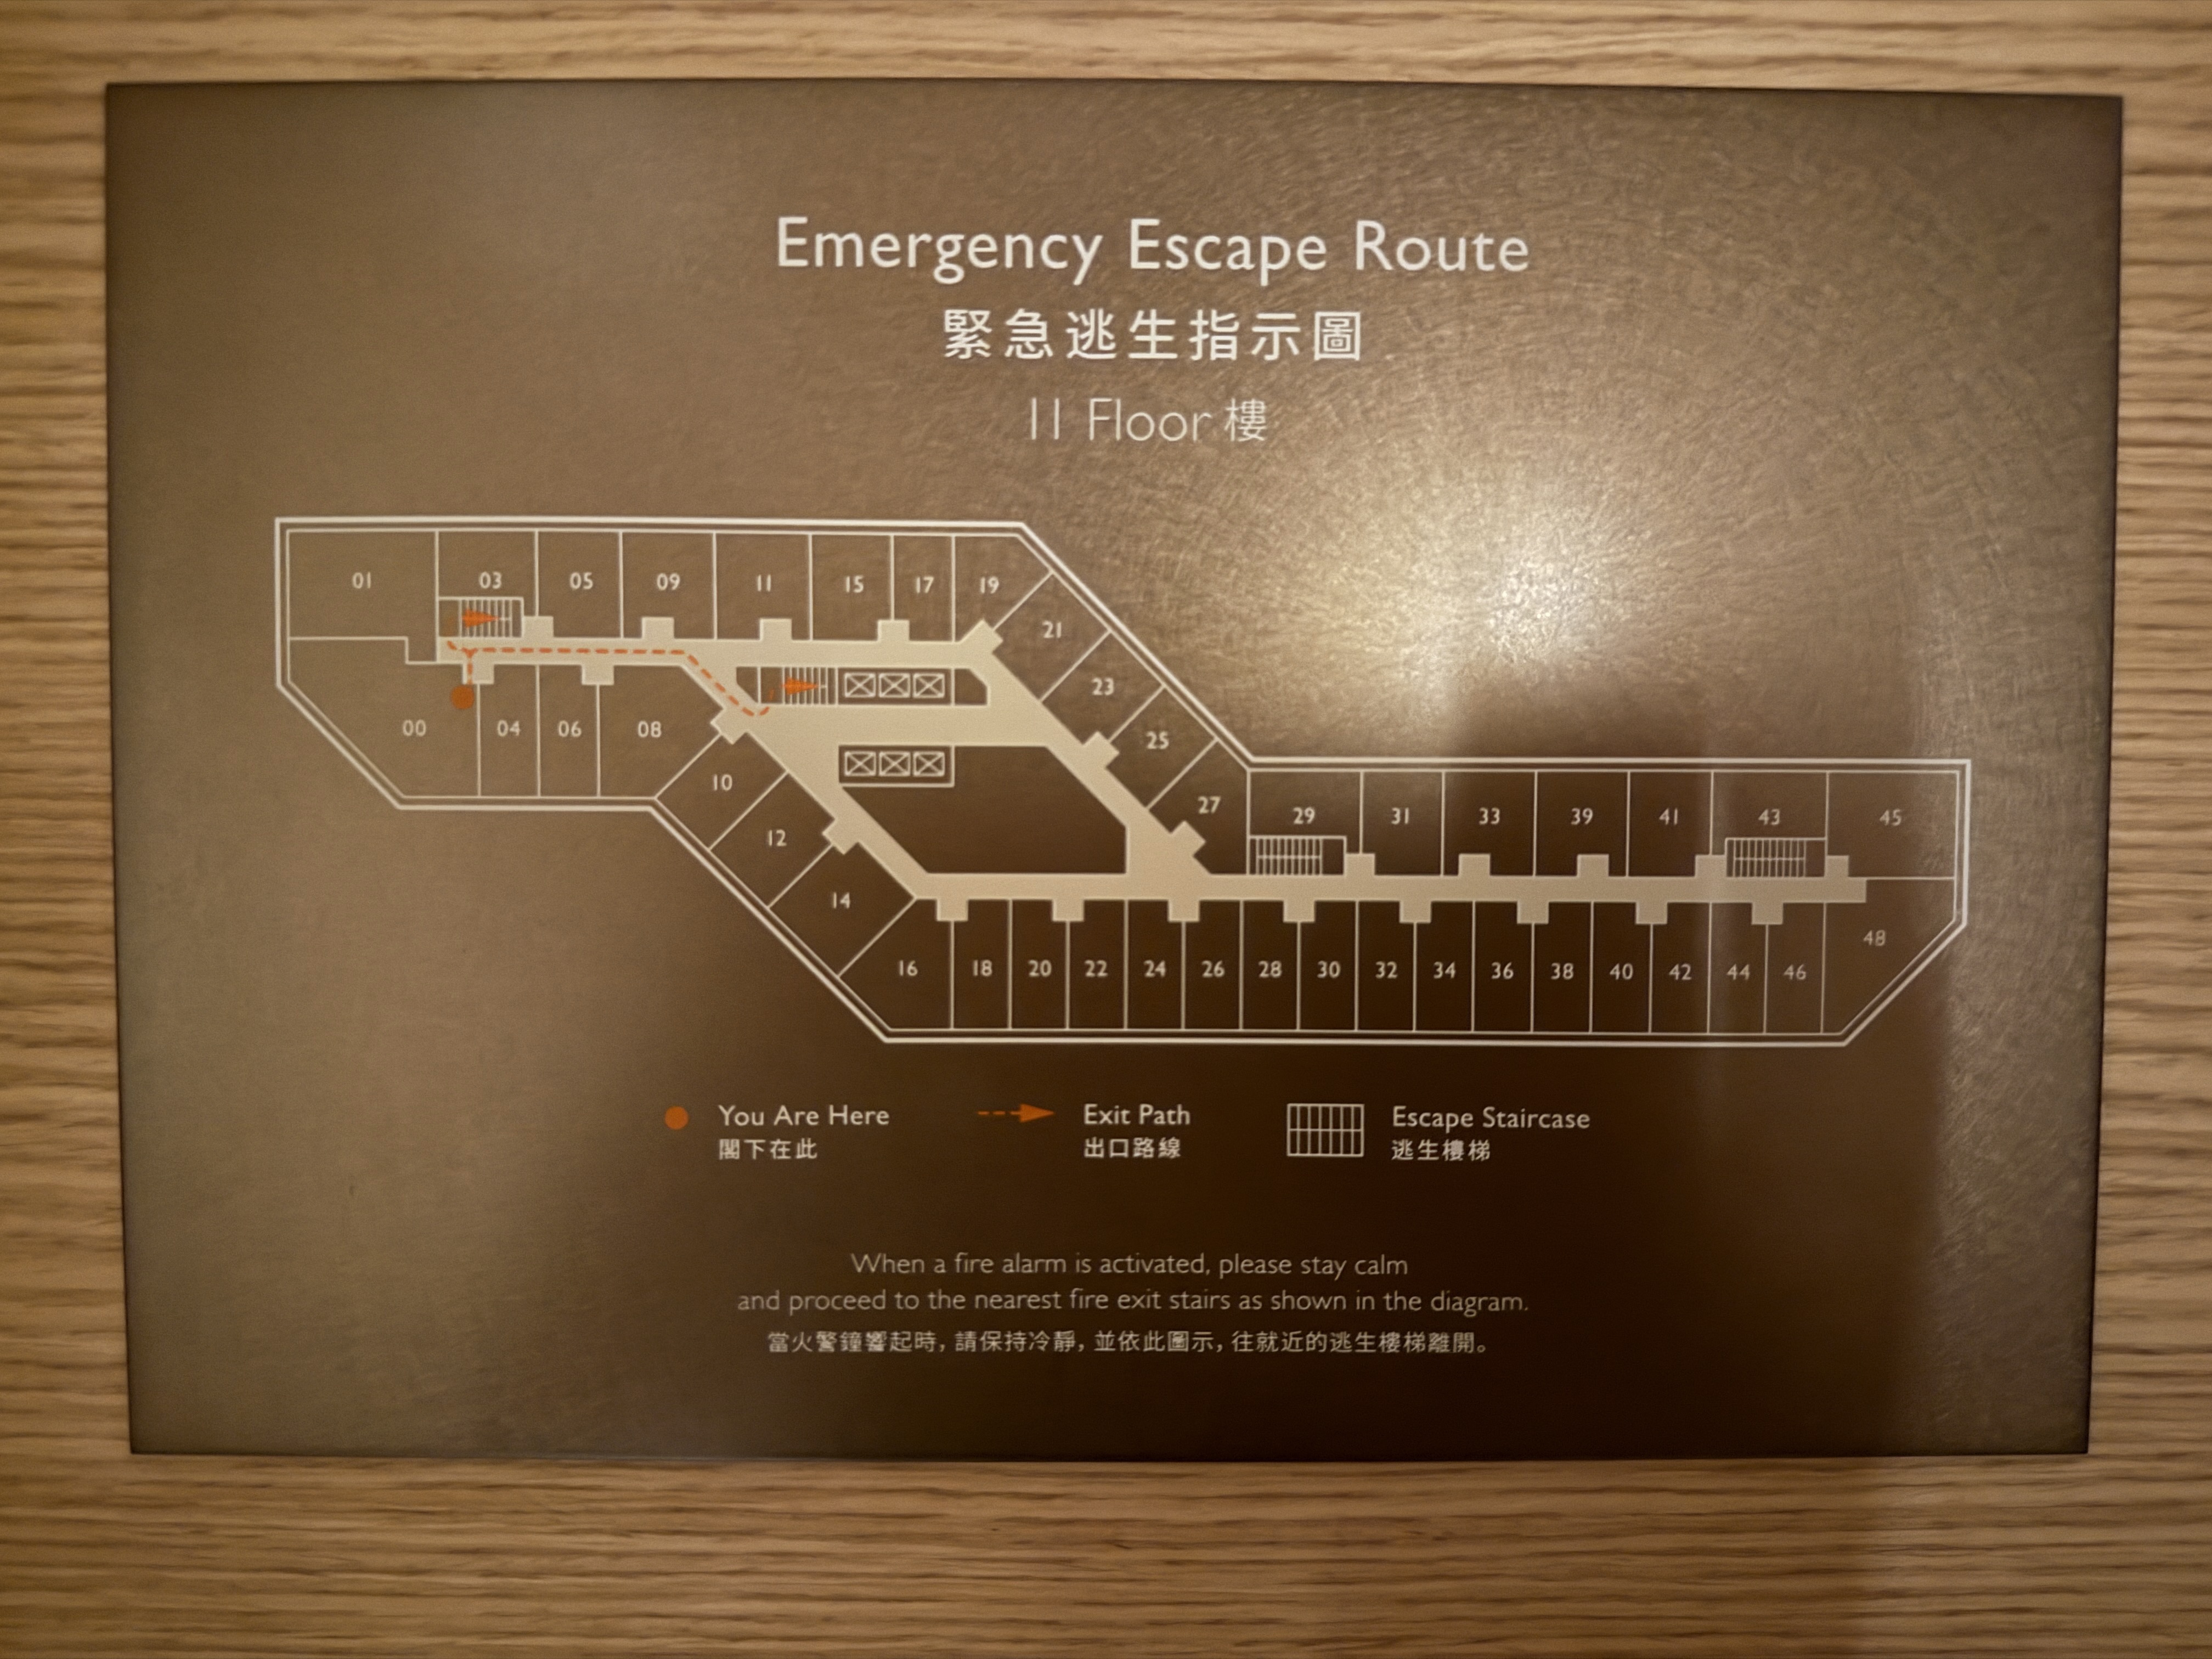 Emergency Escape Route
緊急逃生指示圖
11 Floor 樓
01 03 05 09 11 15 17 19
21
23
25
27
00 04 06 08
10
12
14
29 31 33 39 41 43 45
16 18 20 22 24 26 28 30 32 34 36 38 40 42 44 46 48
You Are Here
閣下在此
Exit Path
出口路線
Escape Staircase
逃生樓梯
When a fire alarm is activated, please stay calm
and proceed to the nearest fire exit stairs as shown in the diagram.
當火警鐘響起時, 請保持冷靜, 並依此圖示, 往就近的逃生樓梯離開。